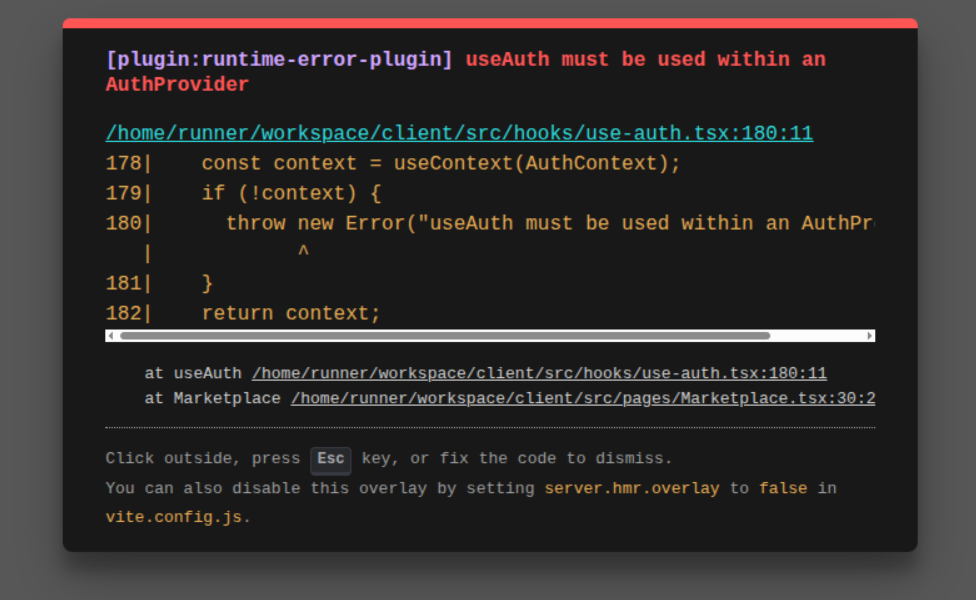 [plugin:runtime-error-plugin] useAuth must be used within an
AuthProvider
/home/runner/workspace/client/src/hooks/use-auth.tsx:180:11
178|    const context = useContext(AuthContext);
179|    if (!context) {
180|      throw new Error("useAuth must be used within an AuthPr
   |            ^
181|    }
182|    return context;
at useAuth /home/runner/workspace/client/src/hooks/use-auth.tsx:180:11
at Marketplace /home/runner/workspace/client/src/pages/Marketplace.tsx:30:2
Click outside, press Esc key, or fix the code to dismiss.
You can also disable this overlay by setting server.hmr.overlay to false in
vite.config.js.